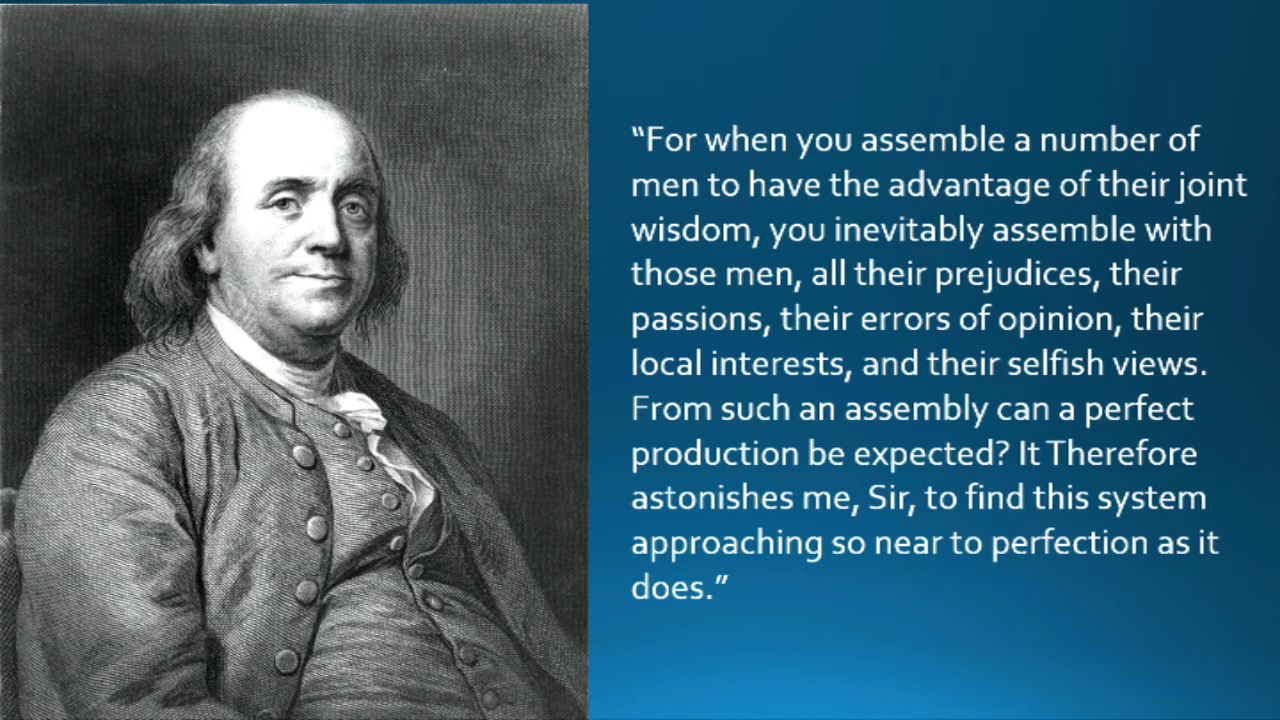 “For when you assemble a number of
men to have the advantage of their joint
wisdom, you inevitably assemble with
those men, all their prejudices, their
passions, their errors of opinion, their
local interests, and their selfish views.
From such an assembly can a perfect
production be expected? It Therefore
astonishes me, Sir, to find this system
approaching so near to perfection as it
does.”